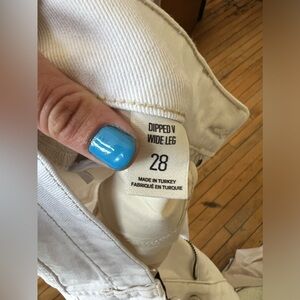 DIPPED V
WIDE LEG
28
MADE IN TURKEY
FABRIQUÉ EN TURQUIE